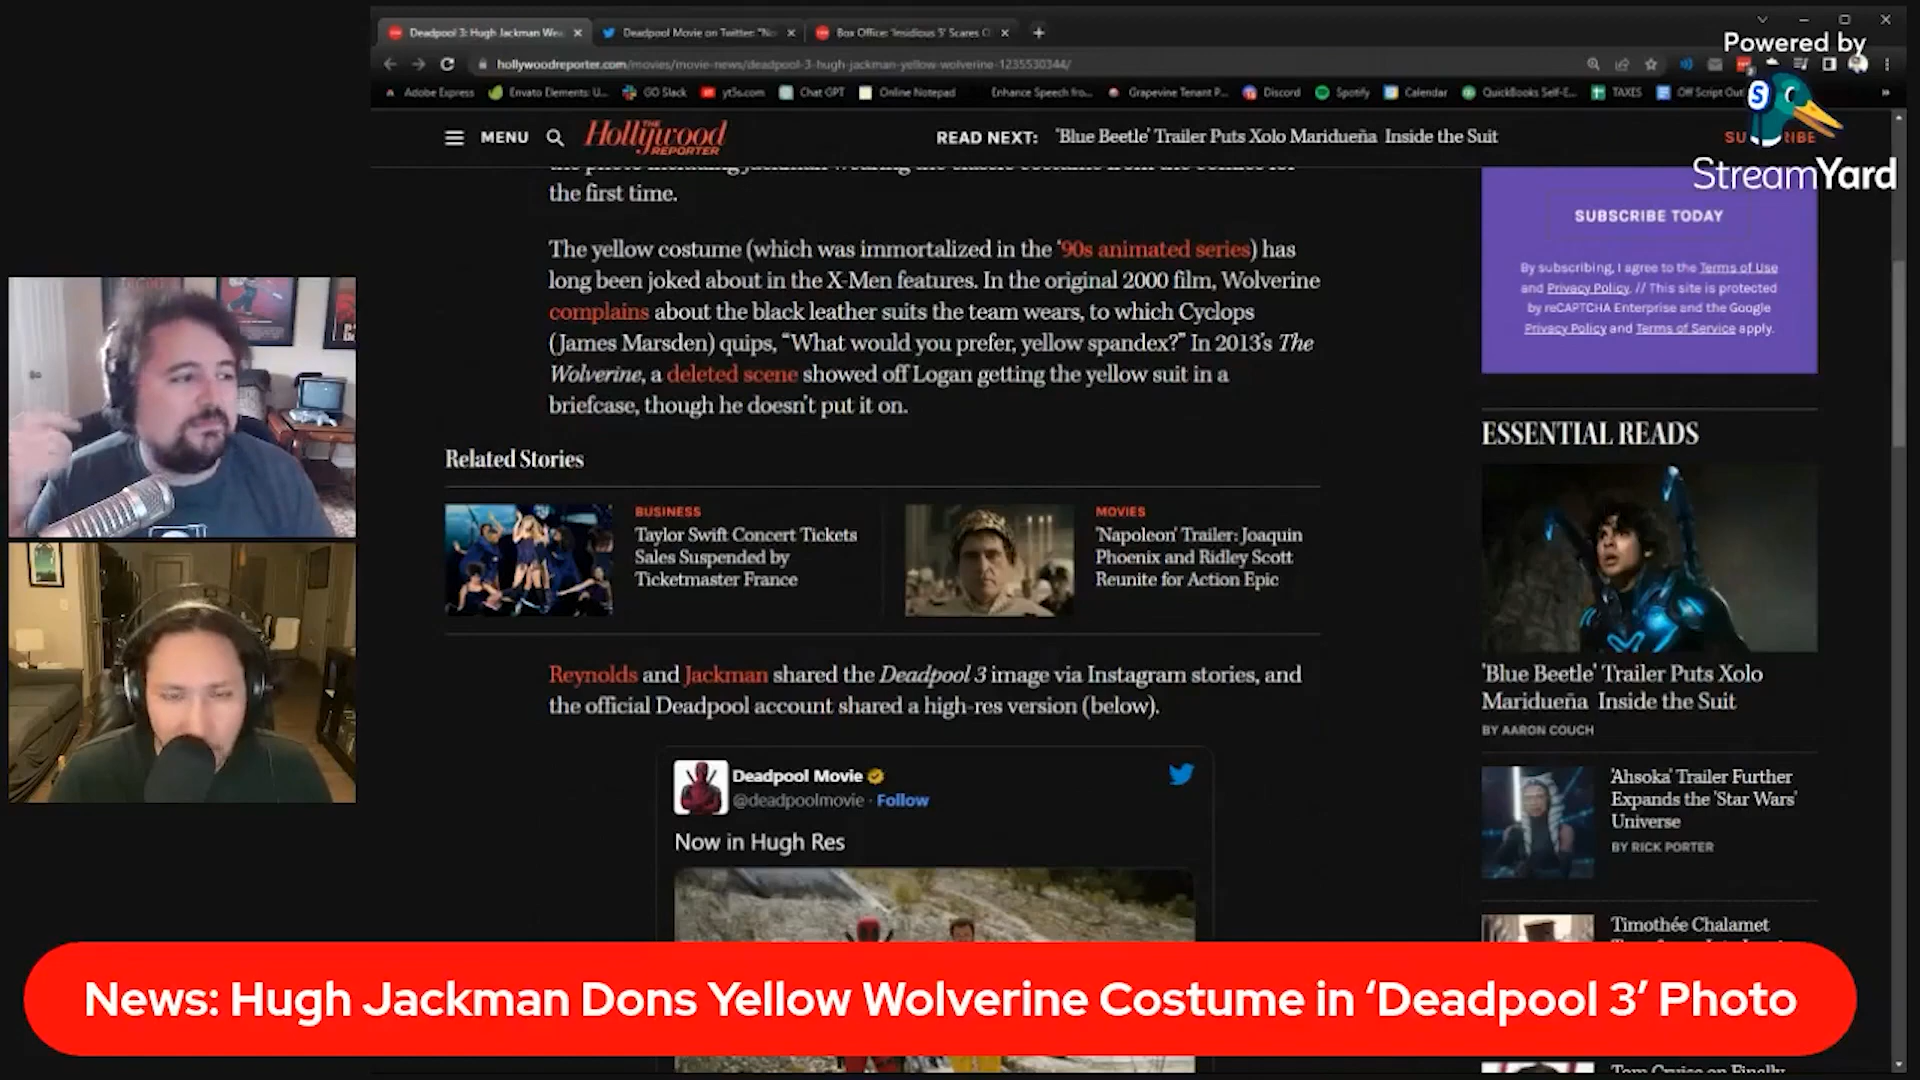 Deadpool 3: Hugh Jackman Wea
Deadpool Movie on Twitter: "No
Box Office: 'Insidious 5' Scares O
Powered by
hollywoodreporter.com/movies/movie-news/deadpool-3-hugh-jackman-yellow-wolverine-1235530344/
Adobe Express
Envato Elements: U...
GO Slack
yt5s.com
Chat GPT
Online Notepad
Enhance Speech fro...
Grapevine Tenant P...
Discord
Spotify
Calendar
QuickBooks Self-E...
TAXES
Off Script Out
StreamYard
MENU
THE
Hollywood
REPORTER
READ NEXT: 'Blue Beetle' Trailer Puts Xolo Maridueña Inside the Suit
the photo including Jackman wearing the classic costume from the comics for
the first time.
The yellow costume (which was immortalized in the '90s animated series) has
long been joked about in the X-Men features. In the original 2000 film, Wolverine
complains about the black leather suits the team wears, to which Cyclops
(James Marsden) quips, “What would you prefer, yellow spandex?” In 2013's The
Wolverine, a deleted scene showed off Logan getting the yellow suit in a
briefcase, though he doesn't put it on.
Related Stories
BUSINESS
Taylor Swift Concert Tickets
Sales Suspended by
Ticketmaster France
MOVIES
'Napoleon' Trailer: Joaquin
Phoenix and Ridley Scott
Reunite for Action Epic
Reynolds and Jackman shared the Deadpool 3 image via Instagram stories, and
the official Deadpool account shared a high-res version (below).
Deadpool Movie
@deadpoolmovie · Follow
Now in Hugh Res
SUBSCRIBE TODAY
By subscribing, I agree to the Terms of Use
and Privacy Policy. // This site is protected
by reCAPTCHA Enterprise and the Google
Privacy Policy and Terms of Service apply.
ESSENTIAL READS
'Blue Beetle' Trailer Puts Xolo
Maridueña Inside the Suit
BY AARON COUCH
'Ahsoka' Trailer Further
Expands the 'Star Wars'
Universe
BY RICK PORTER
Timothée Chalamet
Tom Cruise on Finally
News: Hugh Jackman Dons Yellow Wolverine Costume in ‘Deadpool 3’ Photo